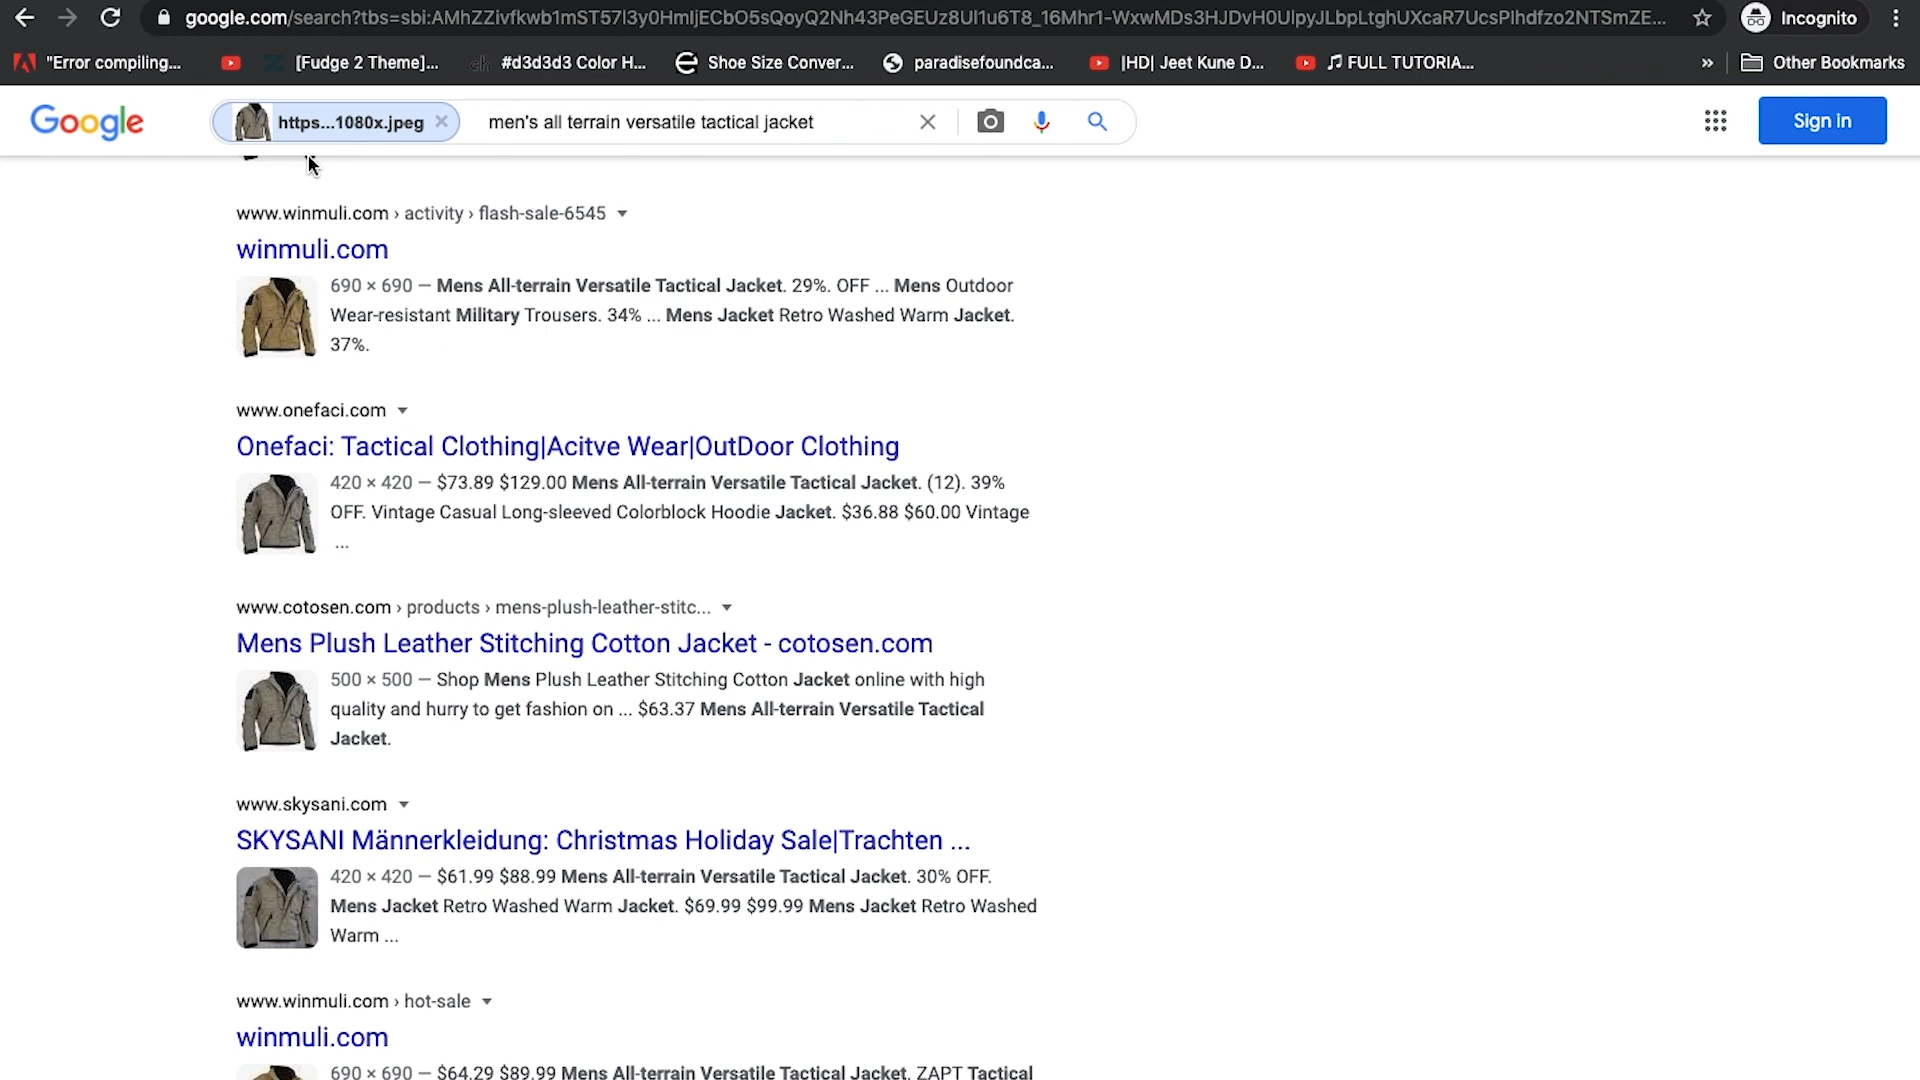 google.com/search?tbs=sbi:
Incognito
"Error compiling...
[Fudge 2 Theme]...
#d3d3d3 Color H...
Shoe Size Conver...
paradisefoundca...
|HD| Jeet Kune D...
🎵 FULL TUTORIA...
»
Other Bookmarks
Google
https...1080x.jpeg
men's all terrain versatile tactical jacket
Sign in
www.winmuli.com › activity › flash-sale-6545
winmuli.com
690 × 690 — Mens All-terrain Versatile Tactical Jacket. 29%. OFF ... Mens Outdoor
Wear-resistant Military Trousers. 34% ... Mens Jacket Retro Washed Warm Jacket.
37%.
www.onefaci.com
Onefaci: Tactical Clothing|Acitve Wear|OutDoor Clothing
420 × 420 — $73.89 $129.00 Mens All-terrain Versatile Tactical Jacket. (12). 39%
OFF. Vintage Casual Long-sleeved Colorblock Hoodie Jacket. $36.88 $60.00 Vintage
...
www.cotosen.com › products › mens-plush-leather-stitc...
Mens Plush Leather Stitching Cotton Jacket - cotosen.com
500 × 500 — Shop Mens Plush Leather Stitching Cotton Jacket online with high
quality and hurry to get fashion on ... $63.37 Mens All-terrain Versatile Tactical
Jacket.
www.skysani.com
SKYSANI Männerkleidung: Christmas Holiday Sale|Trachten ...
420 × 420 — $61.99 $88.99 Mens All-terrain Versatile Tactical Jacket. 30% OFF.
Mens Jacket Retro Washed Warm Jacket. $69.99 $99.99 Mens Jacket Retro Washed
Warm ...
www.winmuli.com › hot-sale
winmuli.com
690 × 690 — $64.29 $89.99 Mens All-terrain Versatile Tactical Jacket. ZAPT Tactical